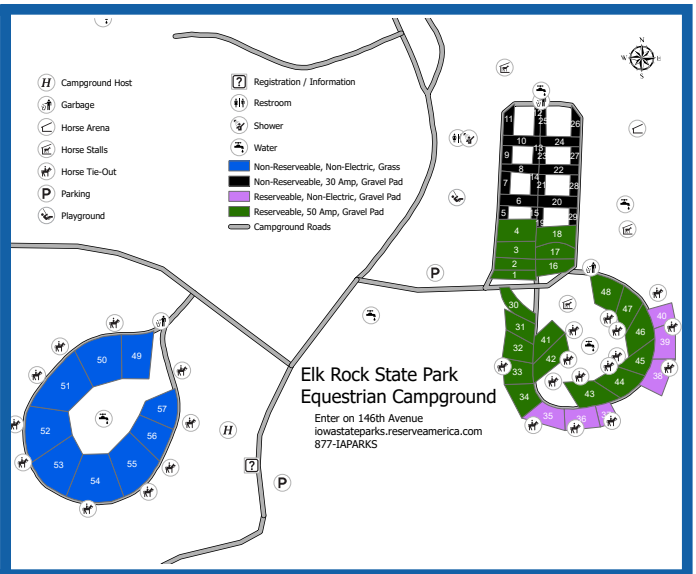 N
W E
S
H Campground Host
Garbage
Horse Arena
Horse Stalls
Horse Tie-Out
P Parking
Playground
? Registration / Information
Restroom
Shower
Water
Non-Reserveable, Non-Electric, Grass
Non-Reserveable, 30 Amp, Gravel Pad
Reserveable, Non-Electric, Gravel Pad
Reserveable, 50 Amp, Gravel Pad
Campground Roads
12
11 25 26
10 24
13
9 23 27
8 22
14
7 21 28
6 20
5 15 29
19
4 18
3 17
2 16
1
30
31
32
33
34
41
42
48
47
46
45
44
43
40
39
38
35
36
P
Elk Rock State Park
Equestrian Campground
Enter on 146th Avenue
iowastateparks.reserveamerica.com
877-IAPARKS
49
50
51
52
53
54
55
56
57
H
?
P